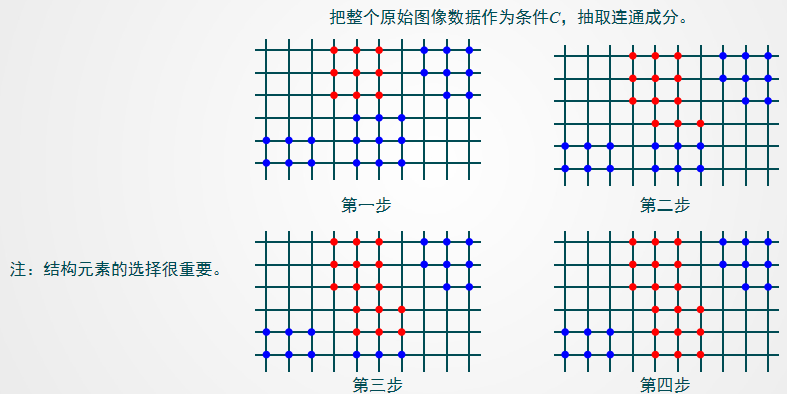 把整个原始图像数据作为条件C，抽取连通成分。
第一步
第二步
注：结构元素的选择很重要。
第三步
第四步